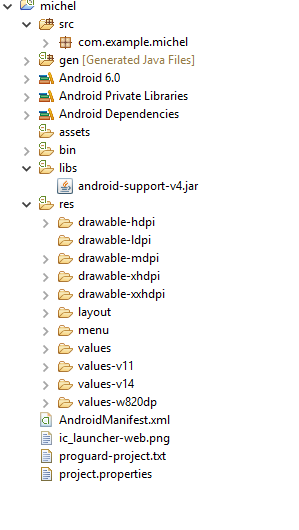 michel
src
com.example.michel
gen [Generated Java Files]
Android 6.0
Android Private Libraries
Android Dependencies
assets
bin
libs
android-support-v4.jar
res
drawable-hdpi
drawable-ldpi
drawable-mdpi
drawable-xhdpi
drawable-xxhdpi
layout
menu
values
values-v11
values-v14
values-w820dp
AndroidManifest.xml
ic_launcher-web.png
proguard-project.txt
project.properties